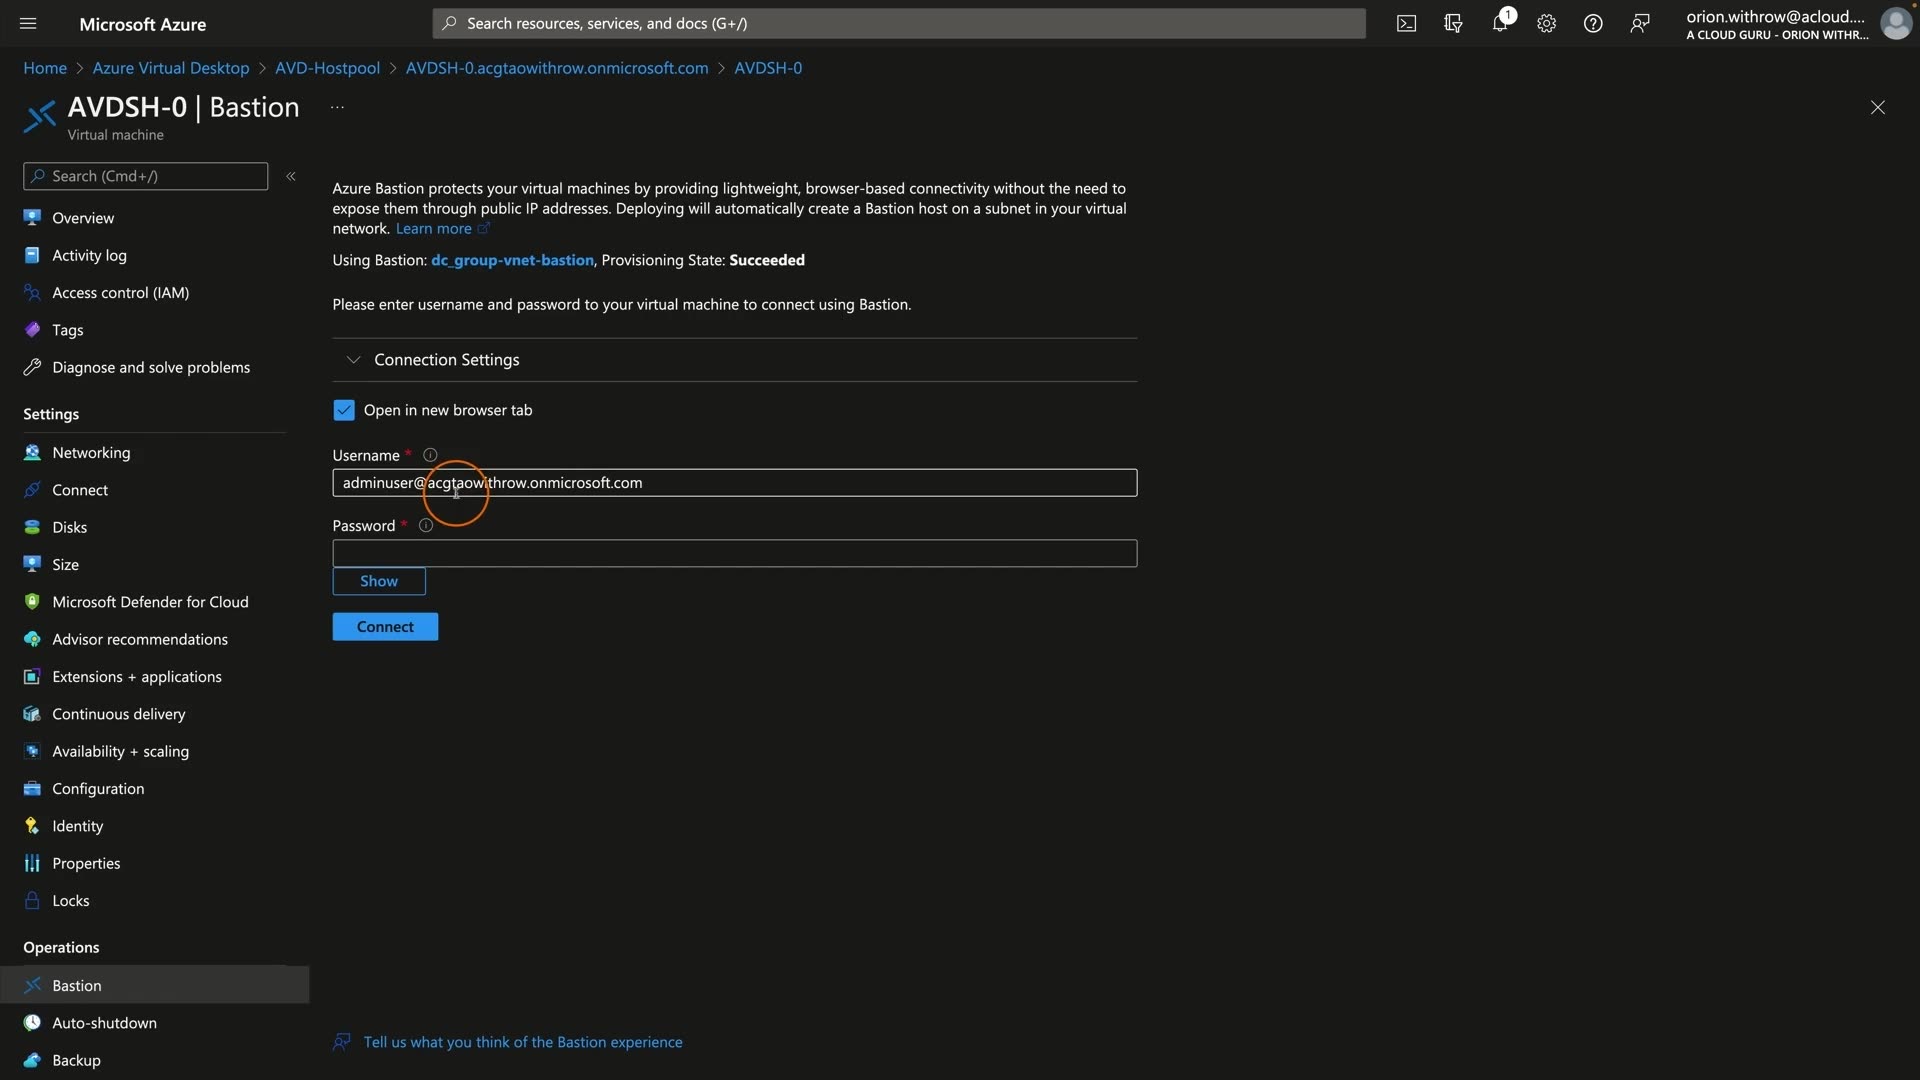 Microsoft Azure
Search resources, services, and docs (G+/)
1
orion.withrow@acloud....
A CLOUD GURU - ORION WITHR...
Home > Azure Virtual Desktop > AVD-Hostpool > AVDSH-0.acgtaowithrow.onmicrosoft.com > AVDSH-0
AVDSH-0 | Bastion ...
Virtual machine
Search (Cmd+/)
«
Overview
Activity log
Access control (IAM)
Tags
Diagnose and solve problems
Settings
Networking
Connect
Disks
Size
Microsoft Defender for Cloud
Advisor recommendations
Extensions + applications
Continuous delivery
Availability + scaling
Configuration
Identity
Properties
Locks
Operations
Bastion
Auto-shutdown
Backup
Azure Bastion protects your virtual machines by providing lightweight, browser-based connectivity without the need to
expose them through public IP addresses. Deploying will automatically create a Bastion host on a subnet in your virtual
network. Learn more
Using Bastion: dc_group-vnet-bastion, Provisioning State: Succeeded
Please enter username and password to your virtual machine to connect using Bastion.
Connection Settings
Open in new browser tab
Username *
adminuser@acgtaowithrow.onmicrosoft.com
Password *
Show
Connect
Tell us what you think of the Bastion experience